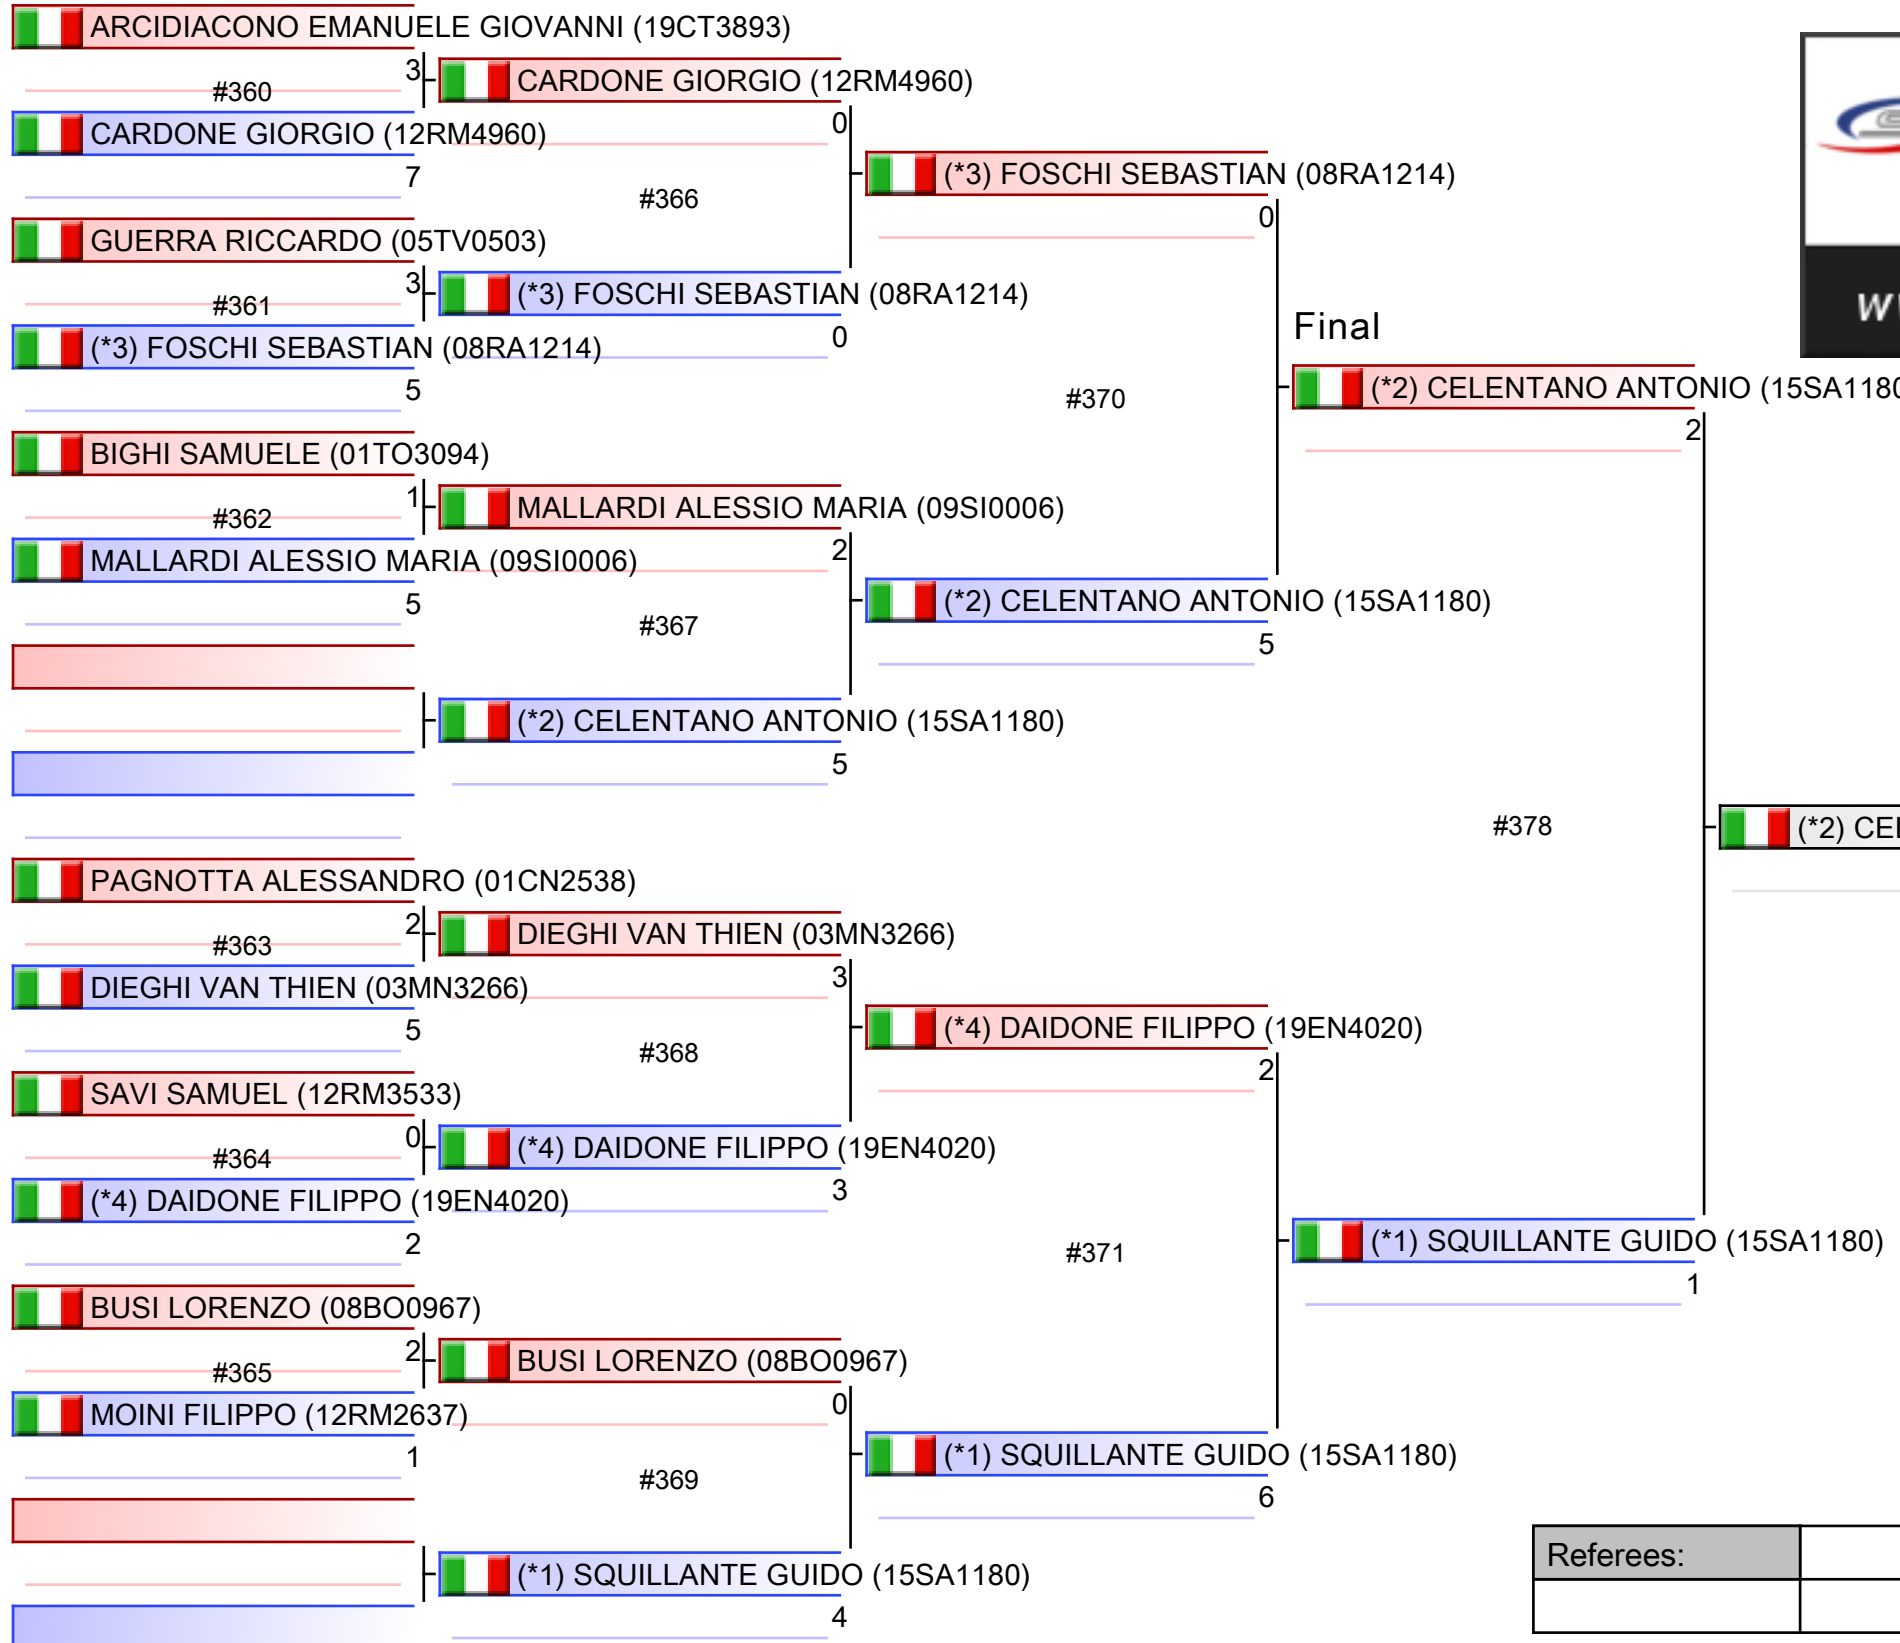 ARCIDIACONO EMANUELE GIOVANNI (19CT3893)
3
#360
CARDONE GIORGIO (12RM4960)
7
GUERRA RICCARDO (05TV0503)
3
#361
(*3) FOSCHI SEBASTIAN (08RA1214)
5
BIGHI SAMUELE (01TO3094)
1
#362
MALLARDI ALESSIO MARIA (09SI0006)
5
PAGNOTTA ALESSANDRO (01CN2538)
2
#363
DIEGHI VAN THIEN (03MN3266)
5
SAVI SAMUEL (12RM3533)
0
#364
(*4) DAIDONE FILIPPO (19EN4020)
2
BUSI LORENZO (08BO0967)
2
#365
MOINI FILIPPO (12RM2637)
1
CARDONE GIORGIO (12RM4960)
0
#366
(*3) FOSCHI SEBASTIAN (08RA1214)
0
MALLARDI ALESSIO MARIA (09SI0006)
2
#367
(*2) CELENTANO ANTONIO (15SA1180)
5
DIEGHI VAN THIEN (03MN3266)
3
#368
(*4) DAIDONE FILIPPO (19EN4020)
3
BUSI LORENZO (08BO0967)
0
#369
(*1) SQUILLANTE GUIDO (15SA1180)
4
(*3) FOSCHI SEBASTIAN (08RA1214)
0
#370
(*2) CELENTANO ANTONIO (15SA1180)
5
(*4) DAIDONE FILIPPO (19EN4020)
2
#371
(*1) SQUILLANTE GUIDO (15SA1180)
6
Final
(*2) CELENTANO ANTONIO (15SA1180
2
#378
(*1) SQUILLANTE GUIDO (15SA1180)
1
(*2) CEL
Referees: